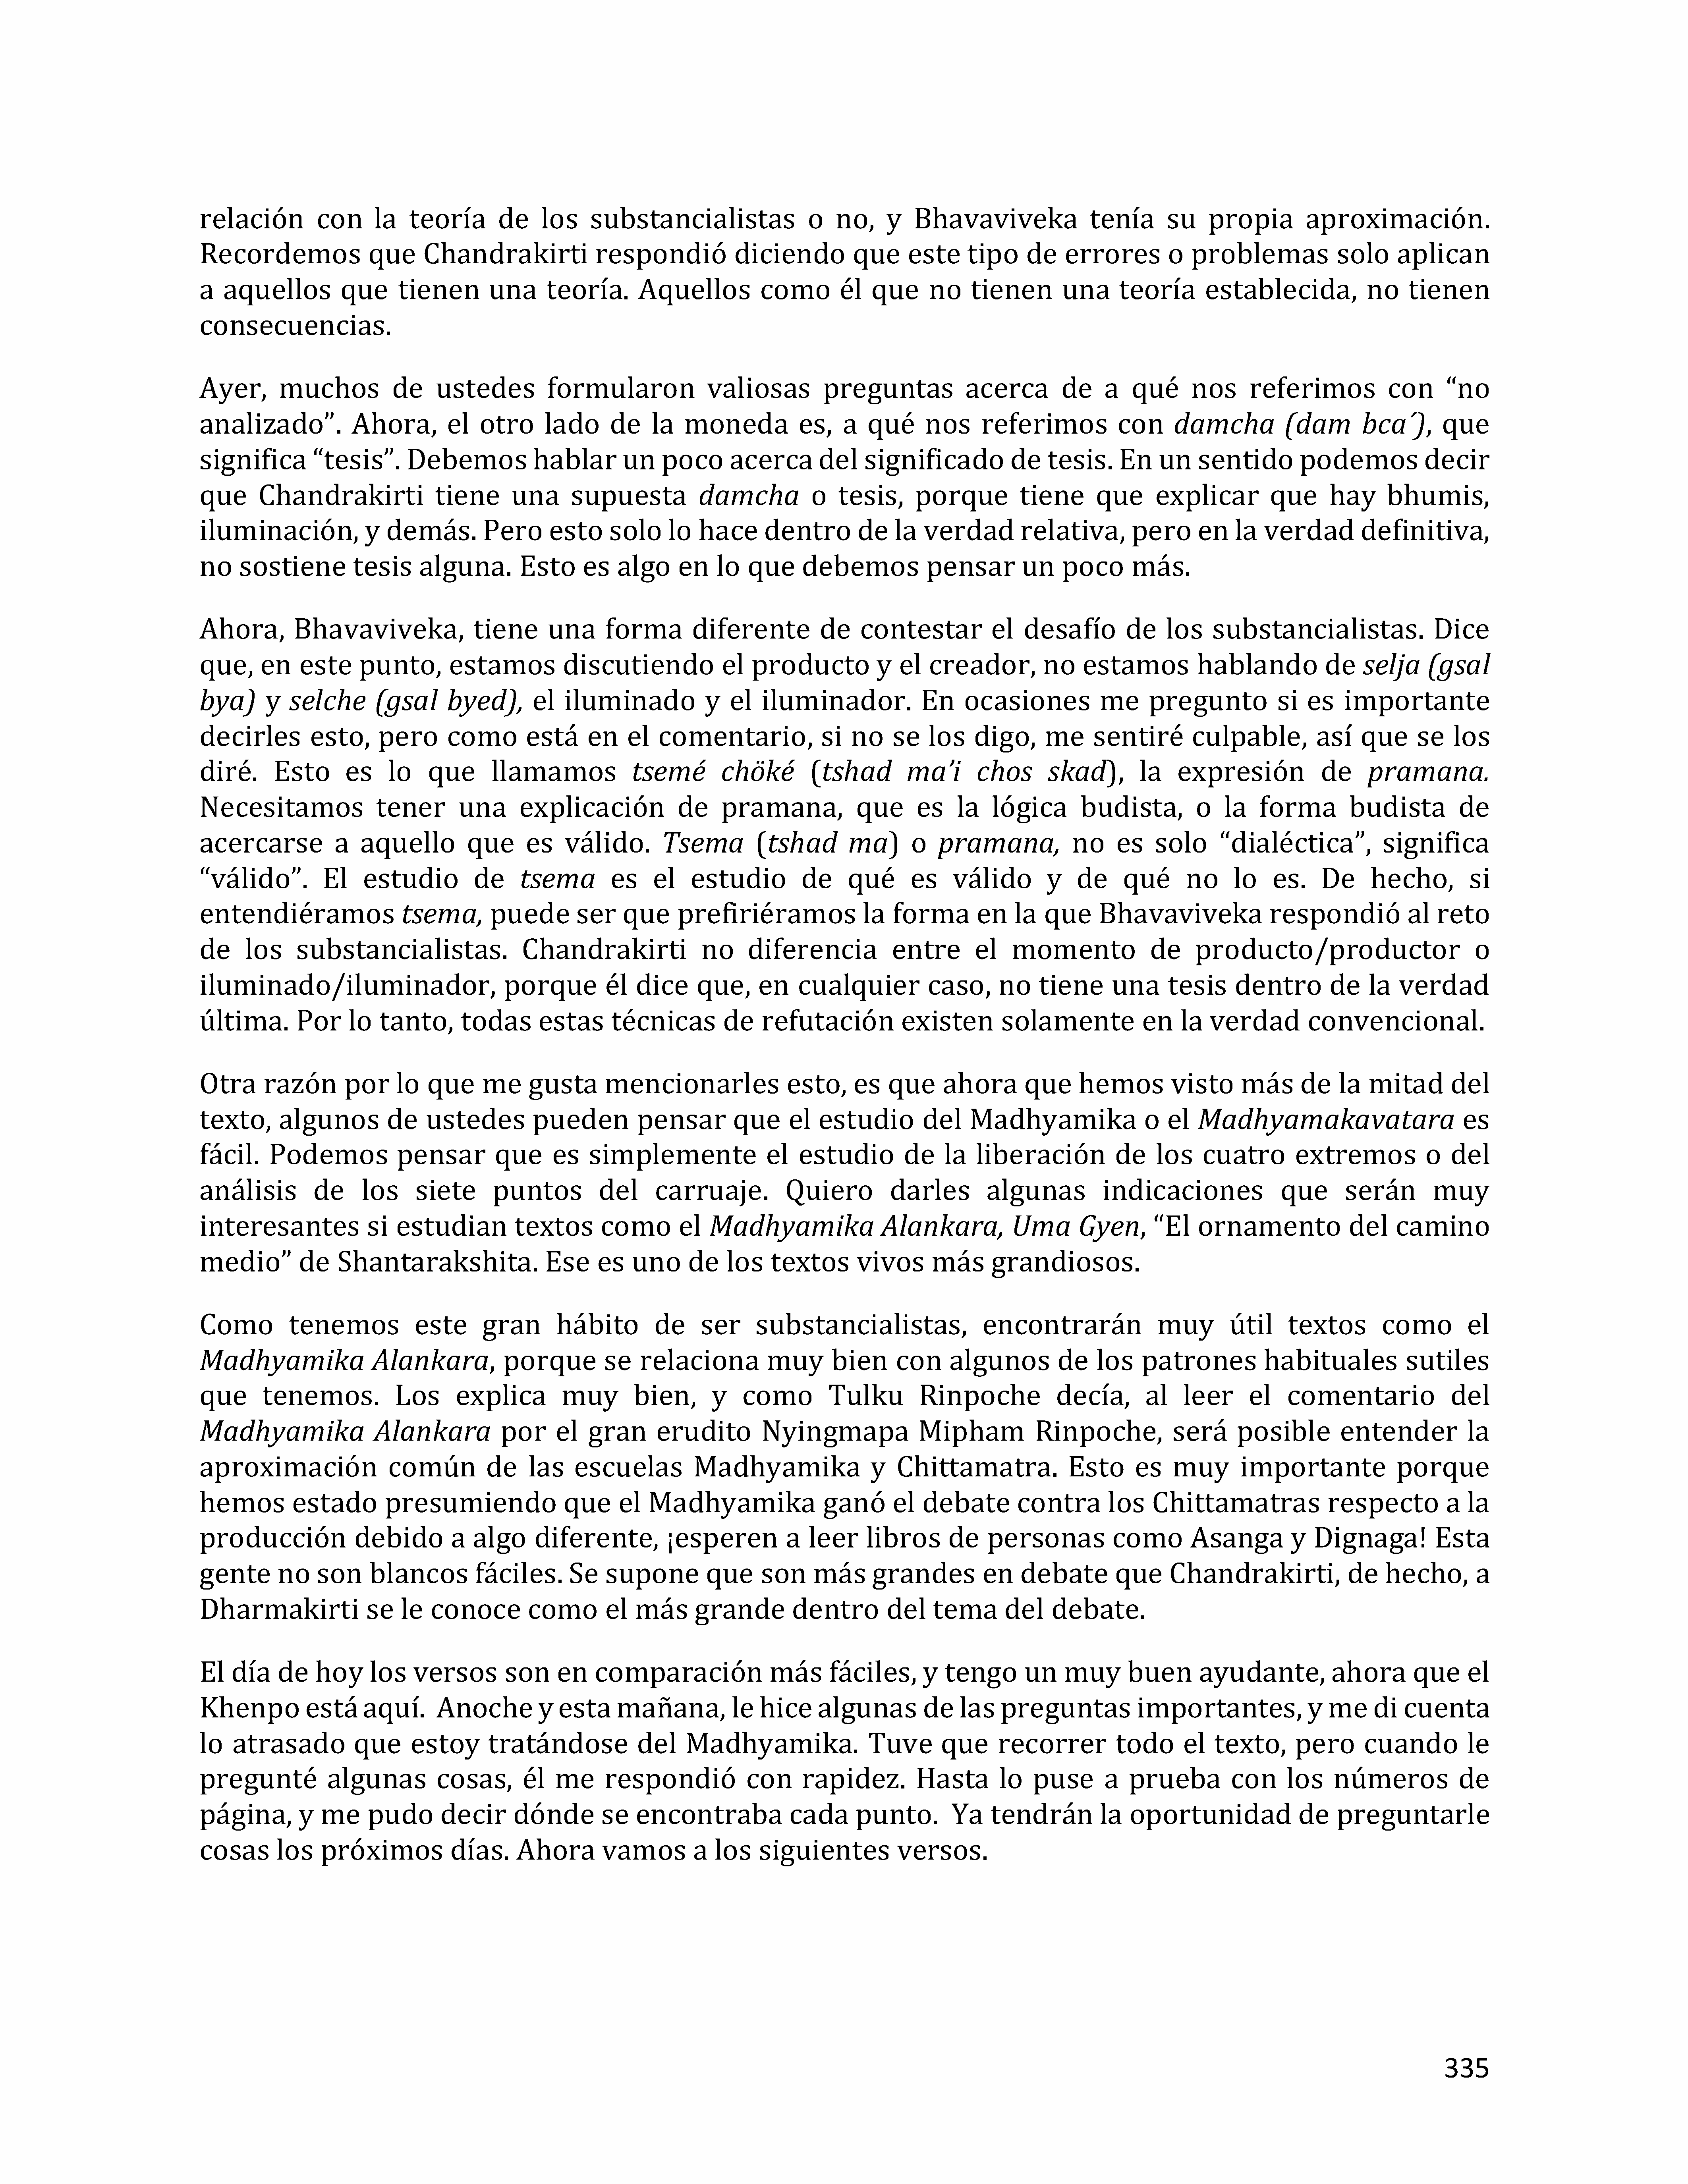 relación con la teoría de los substancialistas o no, y Bhavaviveka tenía su propia aproximación.
Recordemos que Chandrakirti respondió diciendo que este tipo de errores o problemas solo aplican
a aquellos que tienen una teoría. Aquellos como él que no tienen una teoría establecida, no tienen
consecuencias.
Ayer, muchos de ustedes formularon valiosas preguntas acerca de a qué nos referimos con “no
analizado”. Ahora, el otro lado de la moneda es, a qué nos referimos con damcha (dam bca´), que
significa “tesis”. Debemos hablar un poco acerca del significado de tesis. En un sentido podemos decir
que Chandrakirti tiene una supuesta damcha o tesis, porque tiene que explicar que hay bhumis,
iluminación, y demás. Pero esto solo lo hace dentro de la verdad relativa, pero en la verdad definitiva,
no sostiene tesis alguna. Esto es algo en lo que debemos pensar un poco más.
Ahora, Bhavaviveka, tiene una forma diferente de contestar el desafío de los substancialistas. Dice
que, en este punto, estamos discutiendo el producto y el creador, no estamos hablando de selja (gsal
bya) y selche (gsal byed), el iluminado y el iluminador. En ocasiones me pregunto si es importante
decirles esto, pero como está en el comentario, si no se los digo, me sentiré culpable, así que se los
diré. Esto es lo que llamamos tsemé chöké (tshad ma’i chos skad), la expresión de pramana.
Necesitamos tener una explicación de pramana, que es la lógica budista, o la forma budista de
acercarse a aquello que es válido. Tsema (tshad ma) o pramana, no es solo “dialéctica”, significa
“válido”. El estudio de tsema es el estudio de qué es válido y de qué no lo es. De hecho, si
entendiéramos tsema, puede ser que prefiriéramos la forma en la que Bhavaviveka respondió al reto
de los substancialistas. Chandrakirti no diferencia entre el momento de producto/productor o
iluminado/iluminador, porque él dice que, en cualquier caso, no tiene una tesis dentro de la verdad
última. Por lo tanto, todas estas técnicas de refutación existen solamente en la verdad convencional.
Otra razón por lo que me gusta mencionarles esto, es que ahora que hemos visto más de la mitad del
texto, algunos de ustedes pueden pensar que el estudio del Madhyamika o el Madhyamakavatara es
fácil. Podemos pensar que es simplemente el estudio de la liberación de los cuatro extremos o del
análisis de los siete puntos del carruaje. Quiero darles algunas indicaciones que serán muy
interesantes si estudian textos como el Madhyamika Alankara, Uma Gyen, “El ornamento del camino
medio” de Shantarakshita. Ese es uno de los textos vivos más grandiosos.
Como tenemos este gran hábito de ser substancialistas, encontrarán muy útil textos como el
Madhyamika Alankara, porque se relaciona muy bien con algunos de los patrones habituales sutiles
que tenemos. Los explica muy bien, y como Tulku Rinpoche decía, al leer el comentario del
Madhyamika Alankara por el gran erudito Nyingmapa Mipham Rinpoche, será posible entender la
aproximación común de las escuelas Madhyamika y Chittamatra. Esto es muy importante porque
hemos estado presumiendo que el Madhyamika ganó el debate contra los Chittamatras respecto a la
producción debido a algo diferente, ¡esperen a leer libros de personas como Asanga y Dignaga! Esta
gente no son blancos fáciles. Se supone que son más grandes en debate que Chandrakirti, de hecho, a
Dharmakirti se le conoce como el más grande dentro del tema del debate.
El día de hoy los versos son en comparación más fáciles, y tengo un muy buen ayudante, ahora que el
Khenpo está aquí.  Anoche y esta mañana, le hice algunas de las preguntas importantes, y me di cuenta
lo atrasado que estoy tratándose del Madhyamika. Tuve que recorrer todo el texto, pero cuando le
pregunté algunas cosas, él me respondió con rapidez. Hasta lo puse a prueba con los números de
página, y me pudo decir dónde se encontraba cada punto.  Ya tendrán la oportunidad de preguntarle
cosas los próximos días. Ahora vamos a los siguientes versos.
335